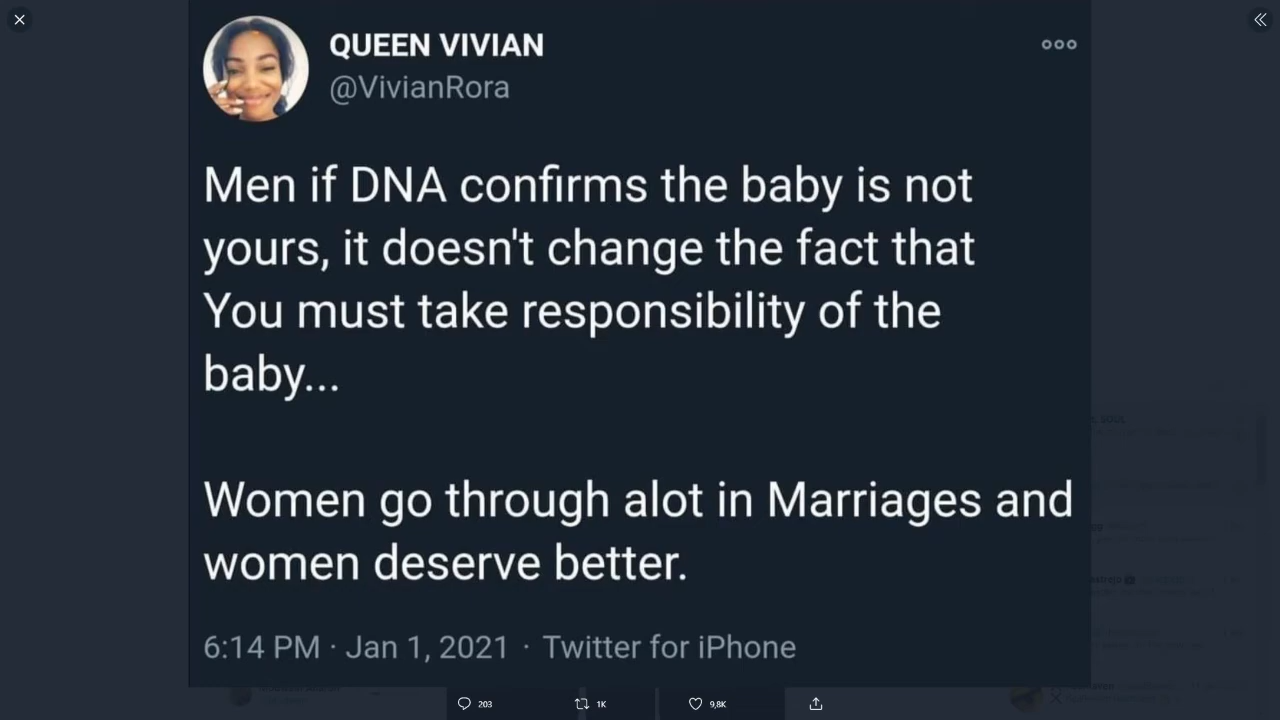 QUEEN VIVIAN
@VivianRora
Men if DNA confirms the baby is not
yours, it doesn't change the fact that
You must take responsibility of the
baby...
Women go through alot in Marriages and
women deserve better.
6:14 PM · Jan 1, 2021 · Twitter for iPhone
203 1K 9,8K